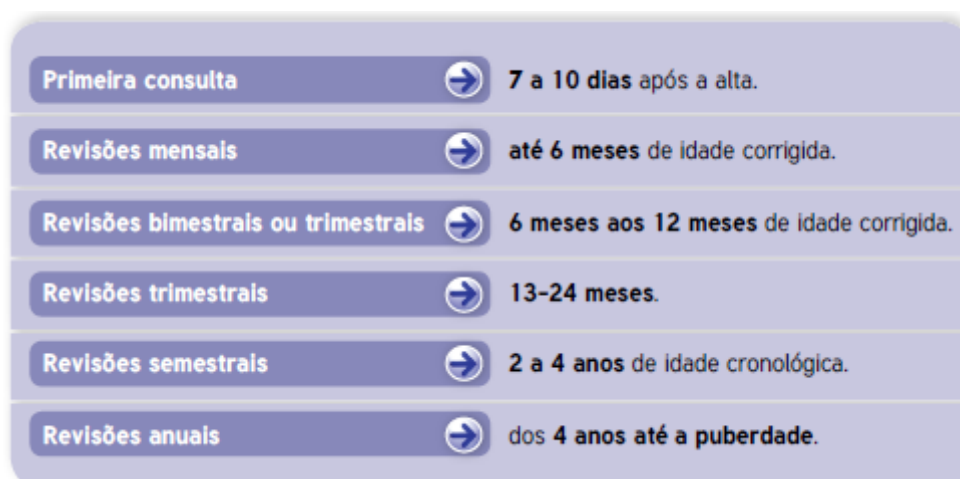 Primeira consulta 7 a 10 dias após a alta.
Revisões mensais até 6 meses de idade corrigida.
Revisões bimestrais ou trimestrais 6 meses aos 12 meses de idade corrigida.
Revisões trimestrais 13-24 meses.
Revisões semestrais 2 a 4 anos de idade cronológica.
Revisões anuais dos 4 anos até a puberdade.